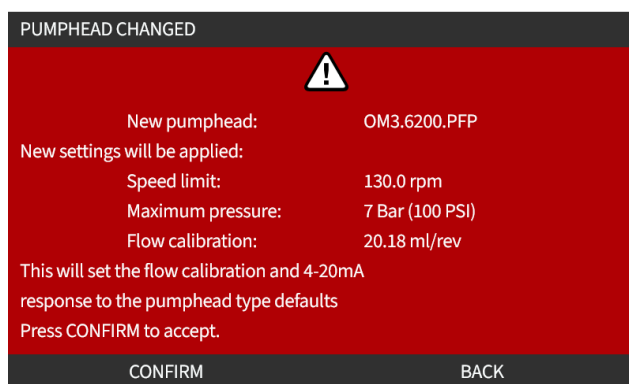 PUMPHEAD CHANGED
New pumphead: OM3.6200.PFP
New settings will be applied:
Speed limit: 130.0 rpm
Maximum pressure: 7 Bar (100 PSI)
Flow calibration: 20.18 ml/rev
This will set the flow calibration and 4-20mA
response to the pumphead type defaults
Press CONFIRM to accept.
CONFIRM BACK